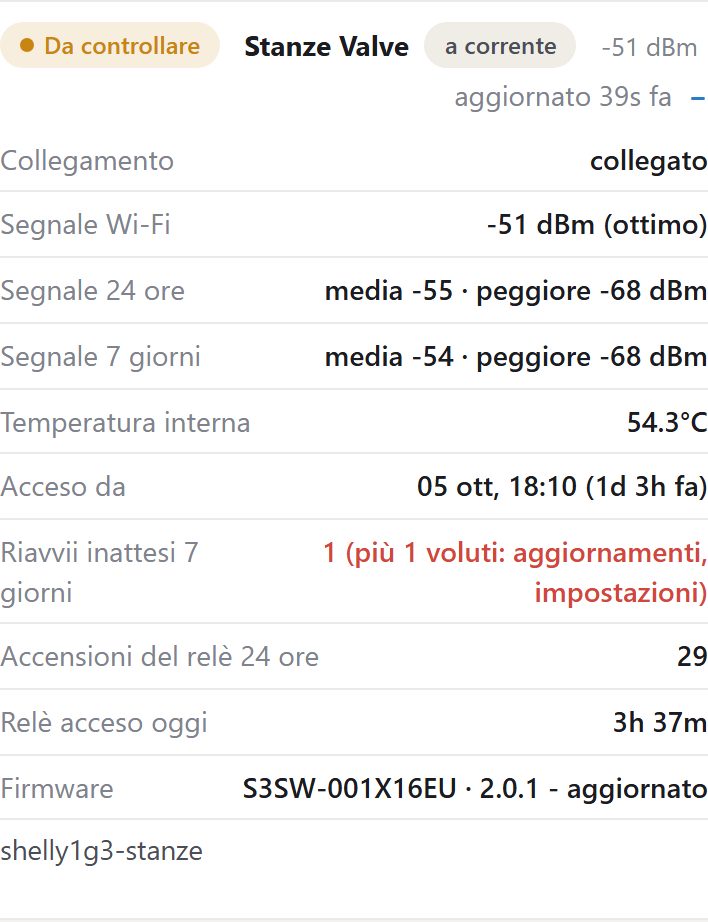 Da controllare Stanze Valve a corrente -51 dBm
aggiornato 39s fa –
Collegamento collegato
Segnale Wi-Fi -51 dBm (ottimo)
Segnale 24 ore media -55 · peggiore -68 dBm
Segnale 7 giorni media -54 · peggiore -68 dBm
Temperatura interna 54.3°C
Acceso da 05 ott, 18:10 (1d 3h fa)
Riavvii inattesi 7 1 (più 1 voluti: aggiornamenti,
giorni impostazioni)
Accensioni del relè 24 ore 29
Relè acceso oggi 3h 37m
Firmware S3SW-001X16EU · 2.0.1 - aggiornato
shelly1g3-stanze